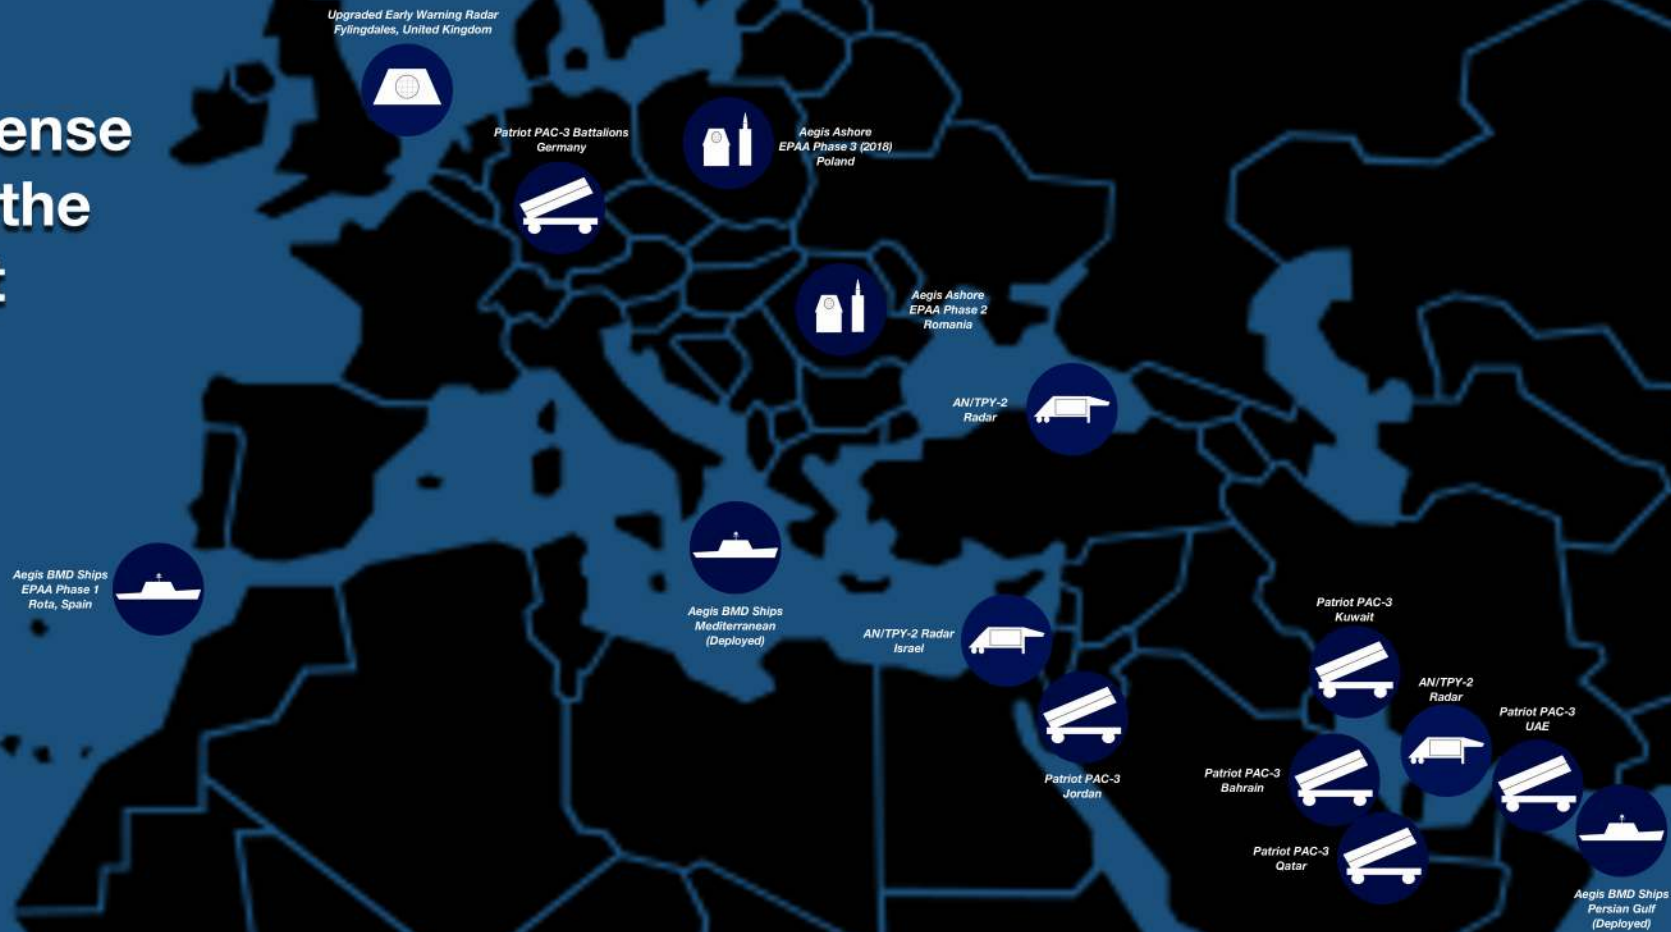 Upgraded Early Warning Radar
Fylingdales, United Kingdom
ense
the
t
Patriot PAC-3 Battalions
Germany
Aegis Ashore
EPAA Phase 3 (2018)
Poland
Aegis Ashore
EPAA Phase 2
Romania
AN/TPY-2
Radar
Aegis BMD Ships
EPAA Phase 1
Rota, Spain
Aegis BMD Ships
Mediterranean
(Deployed)
AN/TPY-2 Radar
Israel
Patriot PAC-3
Jordan
Patriot PAC-3
Kuwait
AN/TPY-2
Radar
Patriot PAC-3
UAE
Patriot PAC-3
Bahrain
Patriot PAC-3
Qatar
Aegis BMD Ships
Persian Gulf
(Deployed)